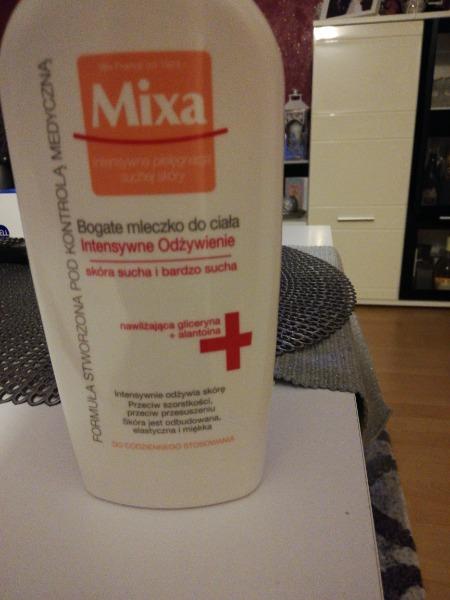 Mixa
intensywna pielęgnacja
suchej skóry
Bogate mleczko do ciała
Intensywne Odżywienie
skóra sucha i bardzo sucha
nawilżająca gliceryna
+ alantoina
Intensywnie odżywia skórę
Przeciw szorstkości,
przeciw przesuszeniu
Skóra jest odbudowana,
elastyczna i miękka
DO CODZIENNEGO STOSOWANIA
FORMUŁA STWORZONA POD KONTROLĄ MEDYCZNĄ